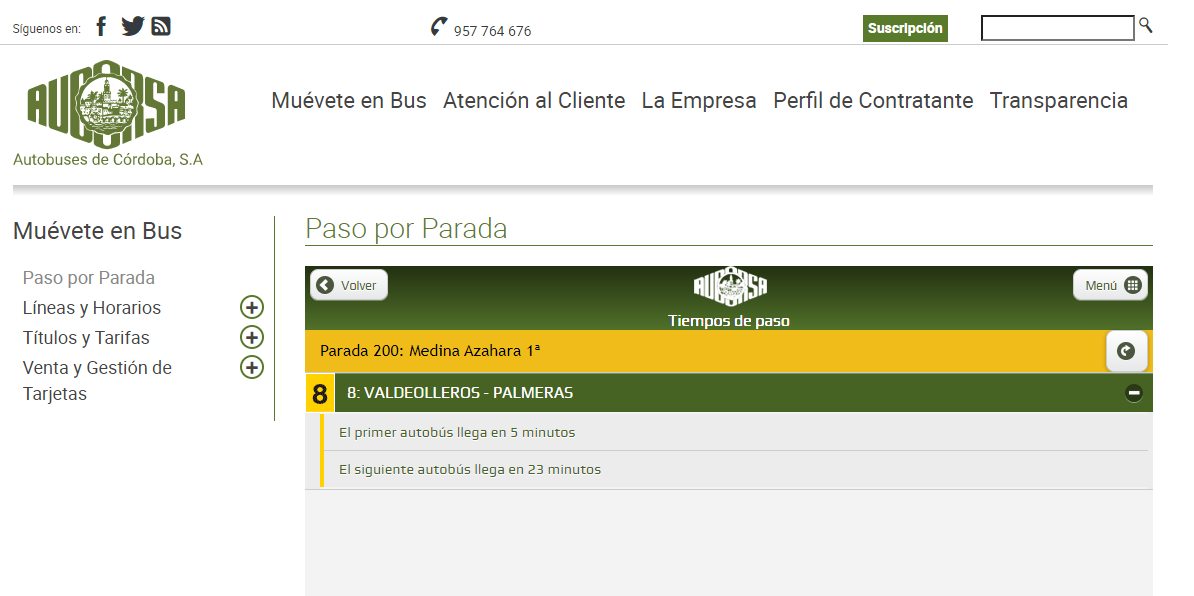 Síguenos en:
957 764 676
Suscripción
AUCORSA
Autobuses de Córdoba, S.A
Muévete en Bus Atención al Cliente La Empresa Perfil de Contratante Transparencia
Muévete en Bus
Paso por Parada
Líneas y Horarios
Títulos y Tarifas
Venta y Gestión de
Tarjetas
Paso por Parada
Volver
AUCORSA
Menú
Tiempos de paso
Parada 200: Medina Azahara 1ª
8 8: VALDEOLLEROS - PALMERAS
El primer autobús llega en 5 minutos
El siguiente autobús llega en 23 minutos